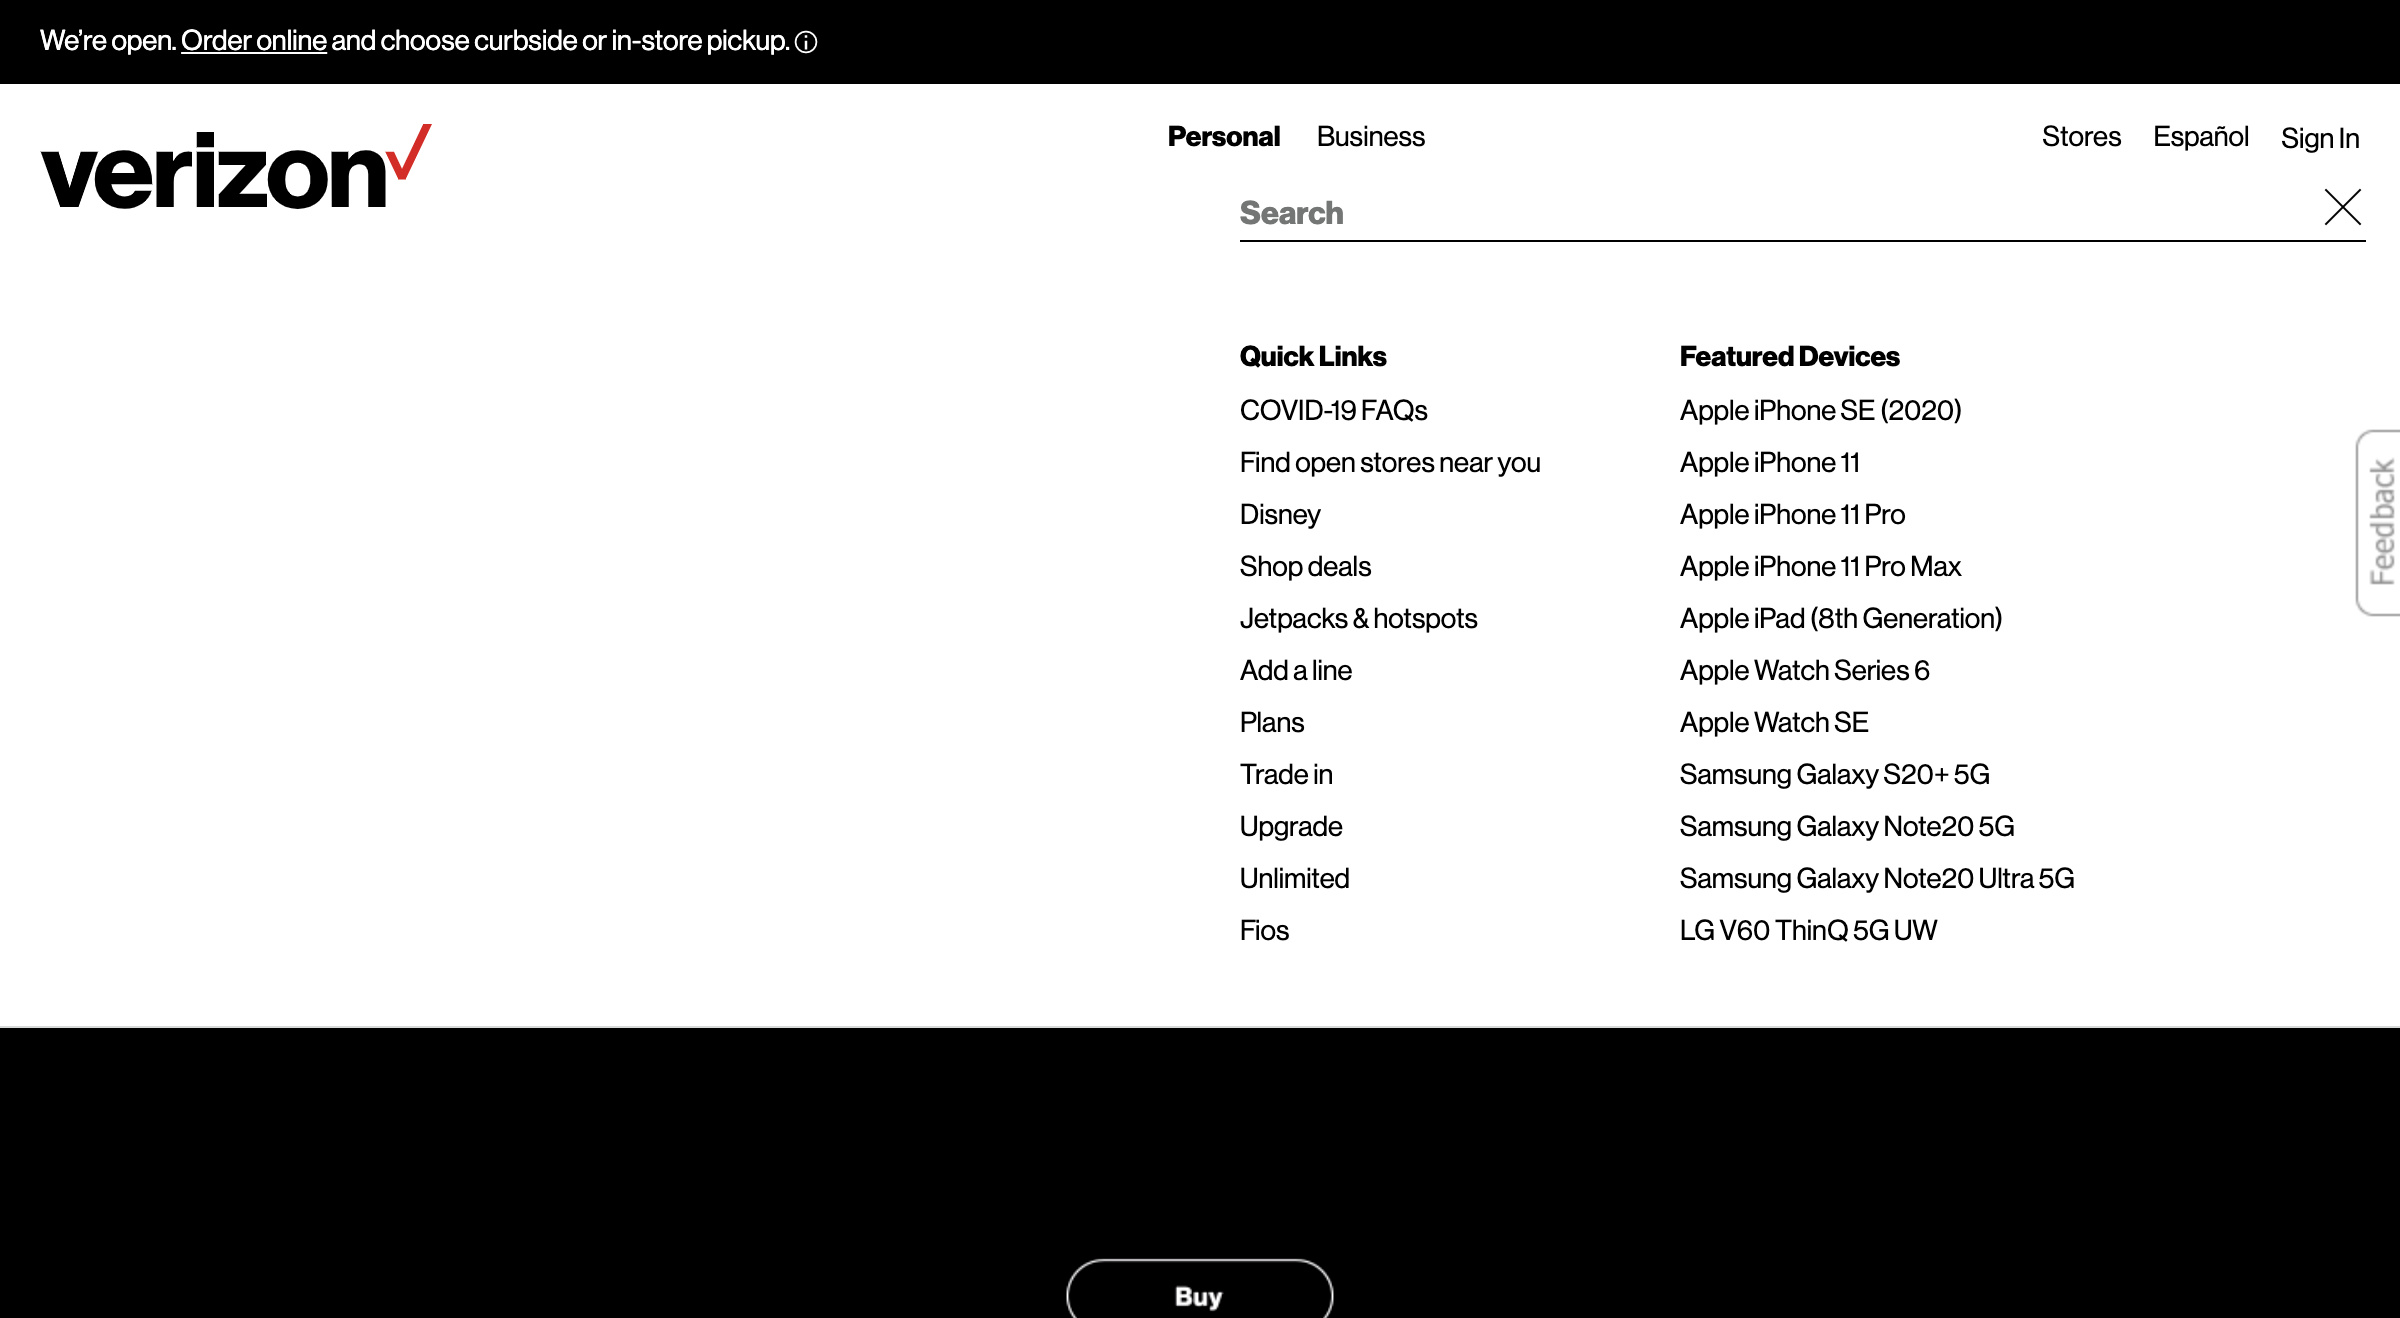 We're open. Order online and choose curbside or in-store pickup.
verizon
Personal Business
Stores Español Sign In
Search
Quick Links
COVID-19 FAQs
Find open stores near you
Disney
Shop deals
Jetpacks & hotspots
Add a line
Plans
Trade in
Upgrade
Unlimited
Fios
Featured Devices
Apple iPhone SE (2020)
Apple iPhone 11
Apple iPhone 11 Pro
Apple iPhone 11 Pro Max
Apple iPad (8th Generation)
Apple Watch Series 6
Apple Watch SE
Samsung Galaxy S20+ 5G
Samsung Galaxy Note20 5G
Samsung Galaxy Note20 Ultra 5G
LG V60 ThinQ 5G UW
Feedback
Buy